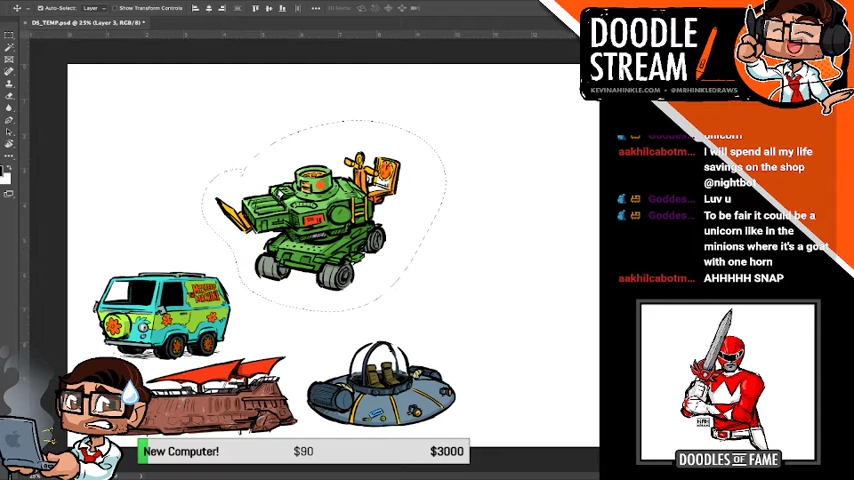 Auto-Select:
Layer
Show Transform Controls
DS_TEMP.psd @ 25% (Layer 3, RGB/8) *
DOODLE
STREAM
KEVINAHINKLE.COM • @MRHINKLEDRAWS
Goddes...
unicorn
aakhilcabotm...
I will spend all my life
savings on the shop
@nightbot
Goddes...
Luv u
Goddes...
To be fair it could be a
unicorn like in the
minions where it's a goat
with one horn
aakhilcabotm...
AHHHHH SNAP
New Computer!
$90
$3000
DOODLES OF FAME